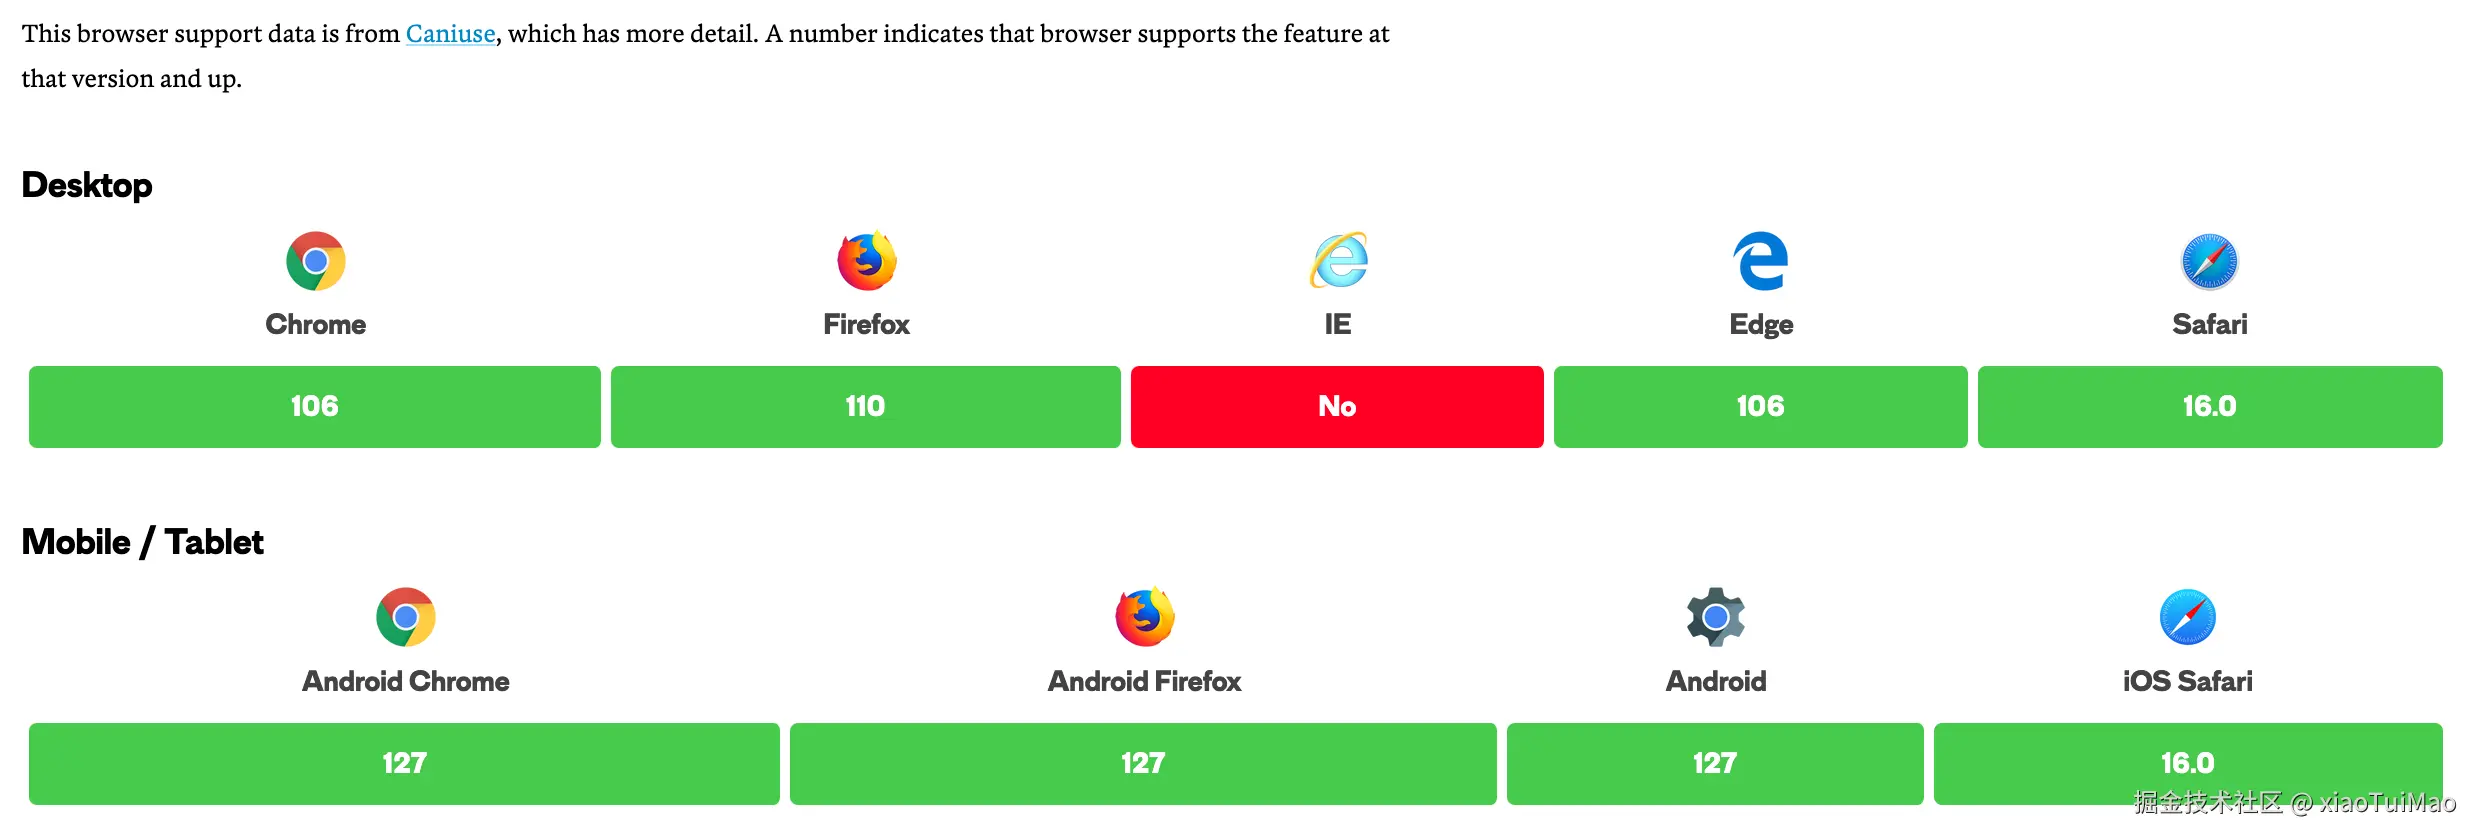 This browser support data is from Caniuse, which has more detail. A number indicates that browser supports the feature at
that version and up.
Desktop
Chrome Firefox IE Edge Safari
106 110 No 106 16.0
Mobile / Tablet
Android Chrome Android Firefox Android iOS Safari
127 127 127 16.0
掘金技术社区 @ xiaoTuiMao